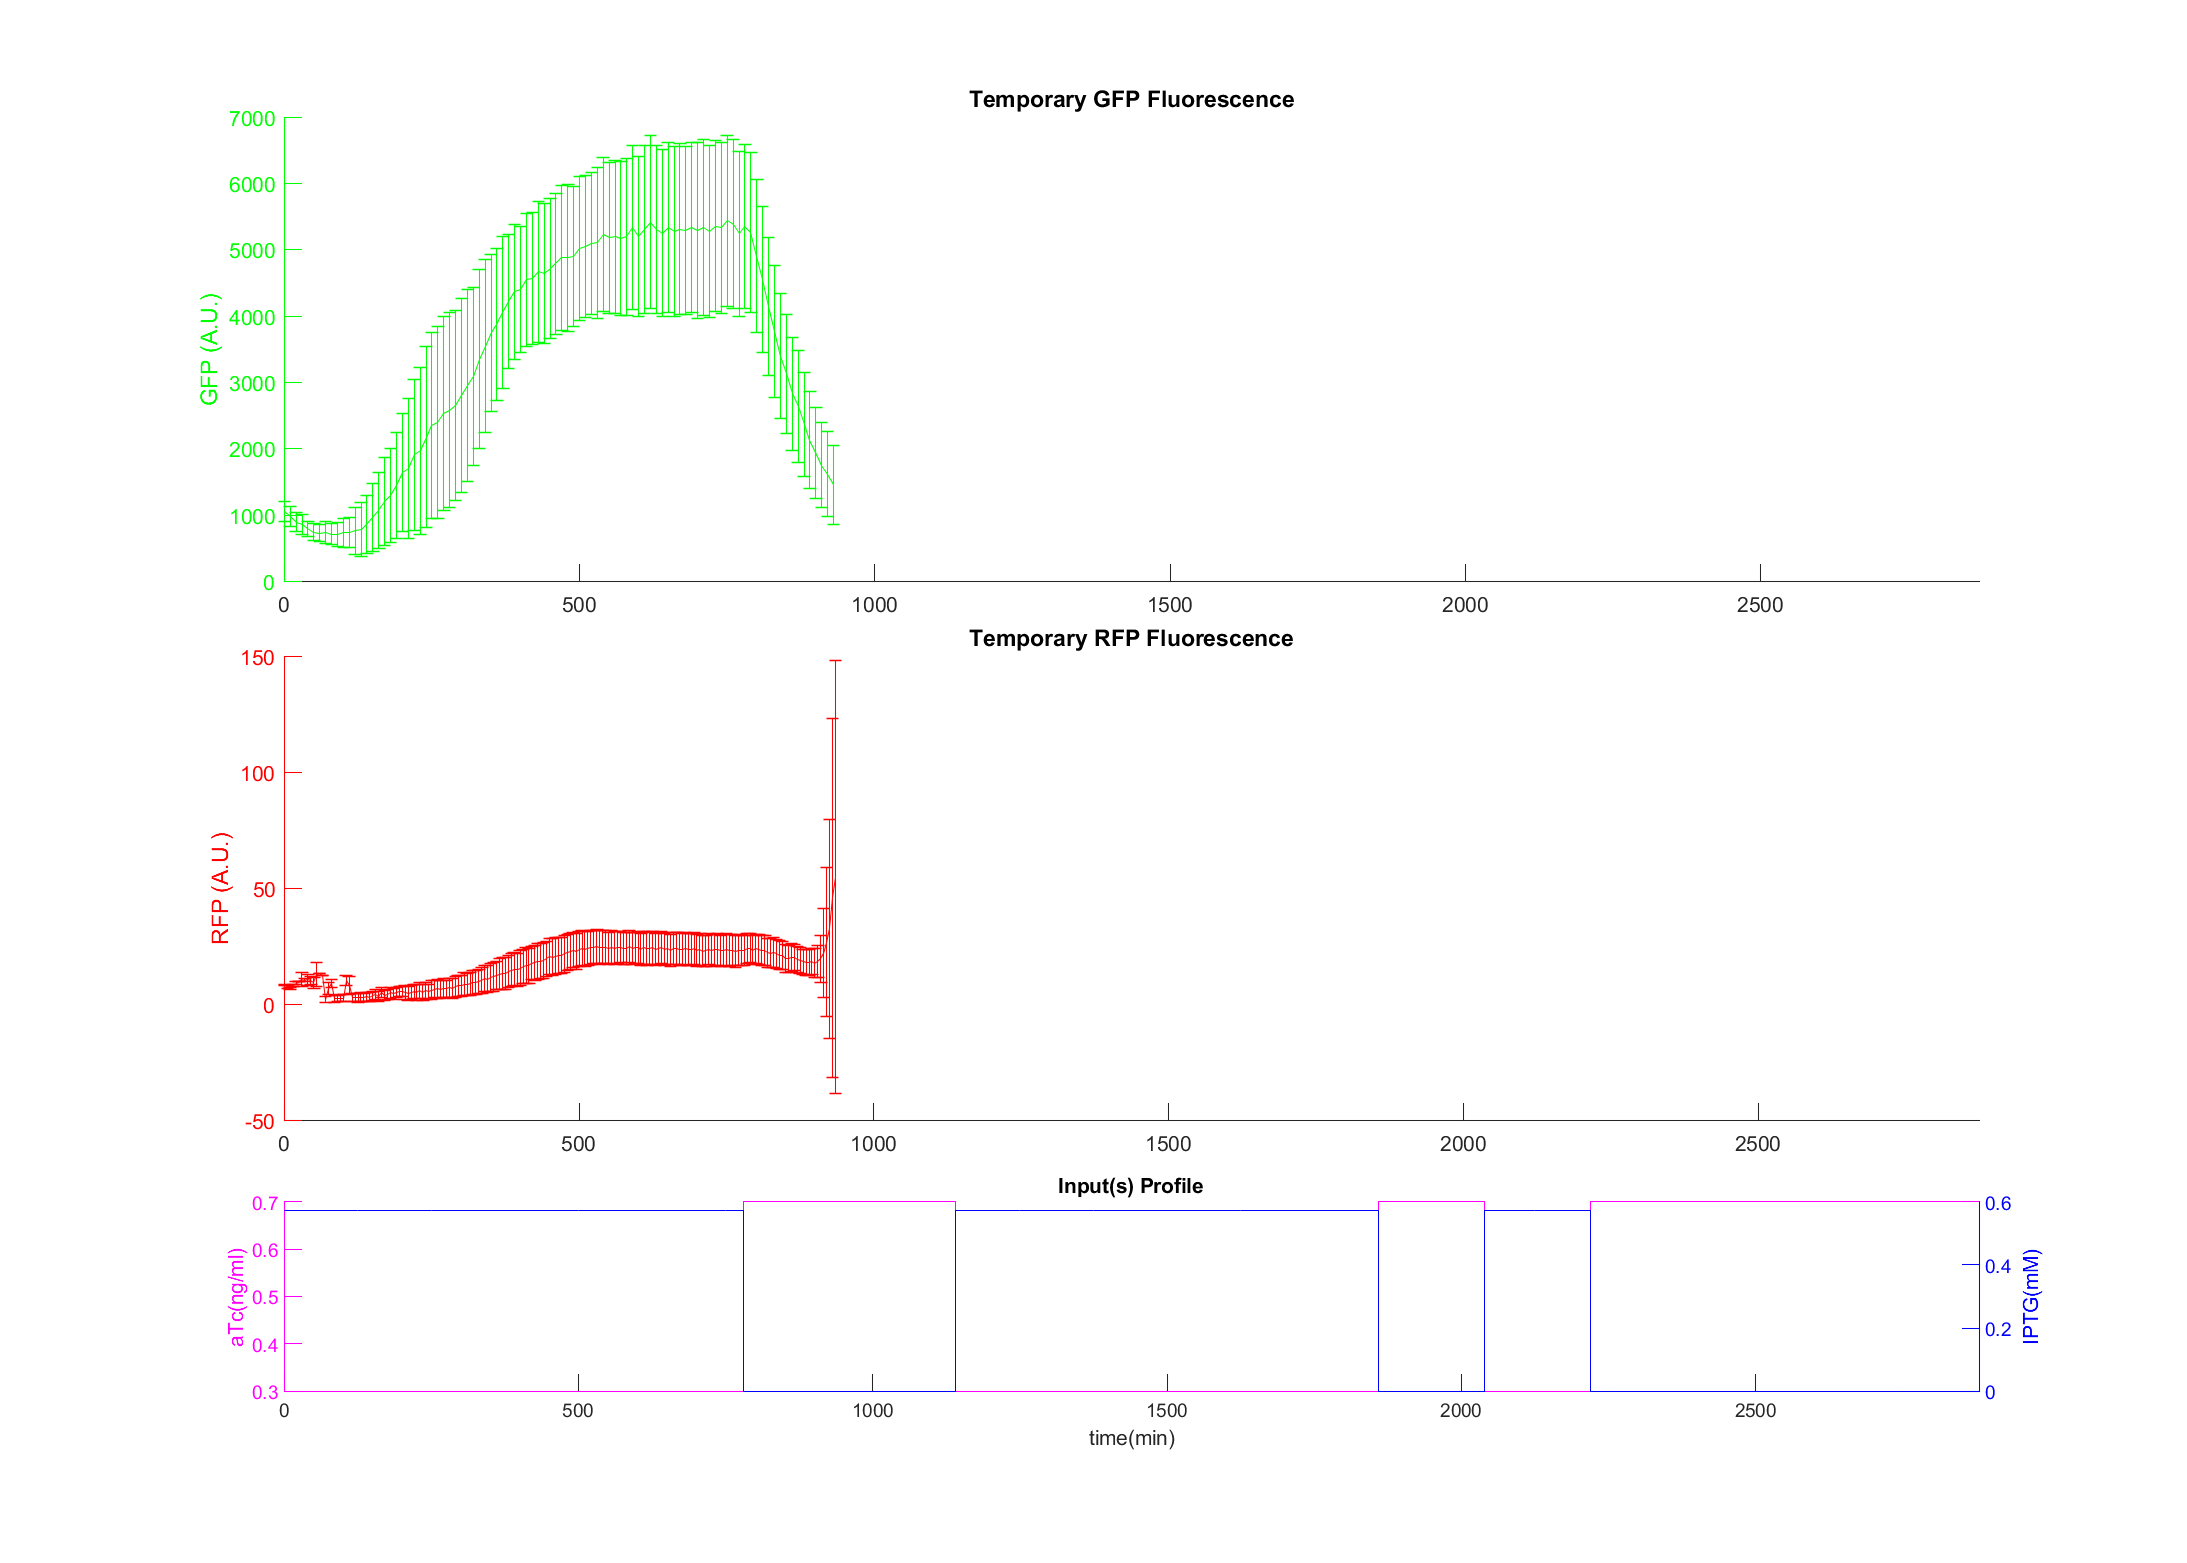 Temporary GFP Fluorescence
7000
6000
5000
4000
3000
2000
1000
0
GFP (A.U.)
0 500 1000 1500 2000 2500
Temporary RFP Fluorescence
150
100
50
0
-50
RFP (A.U.)
0 500 1000 1500 2000 2500
Input(s) Profile
0.7
0.6
0.5
0.4
0.3
aTc(ng/ml)
0.6
0.4
0.2
0
IPTG(mM)
0 500 1000 1500 2000 2500
time(min)